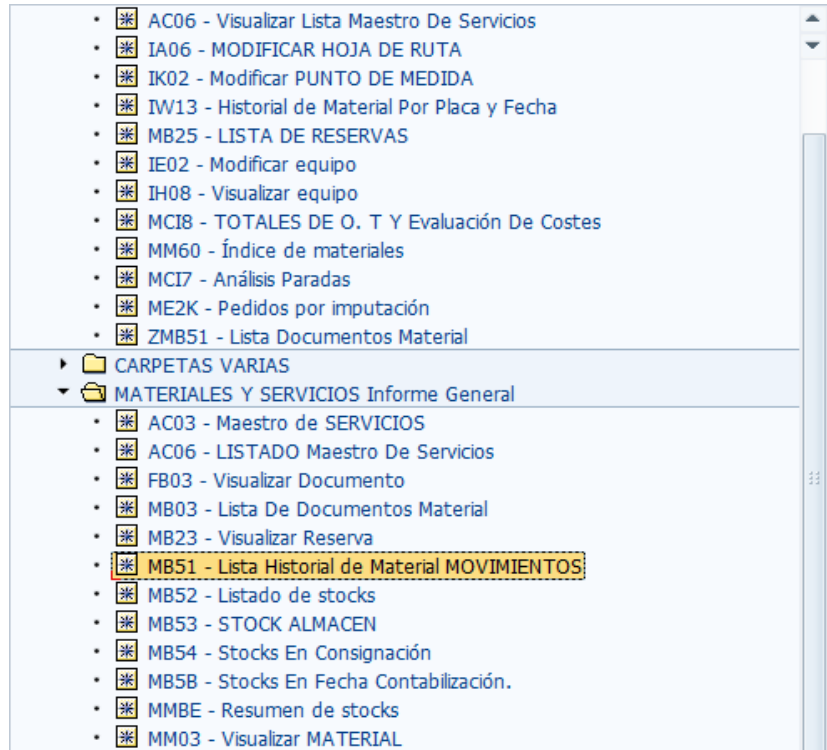 AC06 - Visualizar Lista Maestro De Servicios
IA06 - MODIFICAR HOJA DE RUTA
IK02 - Modificar PUNTO DE MEDIDA
IW13 - Historial de Material Por Placa y Fecha
MB25 - LISTA DE RESERVAS
IE02 - Modificar equipo
IH08 - Visualizar equipo
MCI8 - TOTALES DE O. T Y Evaluación De Costes
MM60 - Índice de materiales
MCI7 - Análisis Paradas
ME2K - Pedidos por imputación
ZMB51 - Lista Documentos Material
CARPETAS VARIAS
MATERIALES Y SERVICIOS Informe General
AC03 - Maestro de SERVICIOS
AC06 - LISTADO Maestro De Servicios
FB03 - Visualizar Documento
MB03 - Lista De Documentos Material
MB23 - Visualizar Reserva
MB51 - Lista Historial de Material MOVIMIENTOS
MB52 - Listado de stocks
MB53 - STOCK ALMACEN
MB54 - Stocks En Consignación
MB5B - Stocks En Fecha Contabilización.
MMBE - Resumen de stocks
MM03 - Visualizar MATERIAL